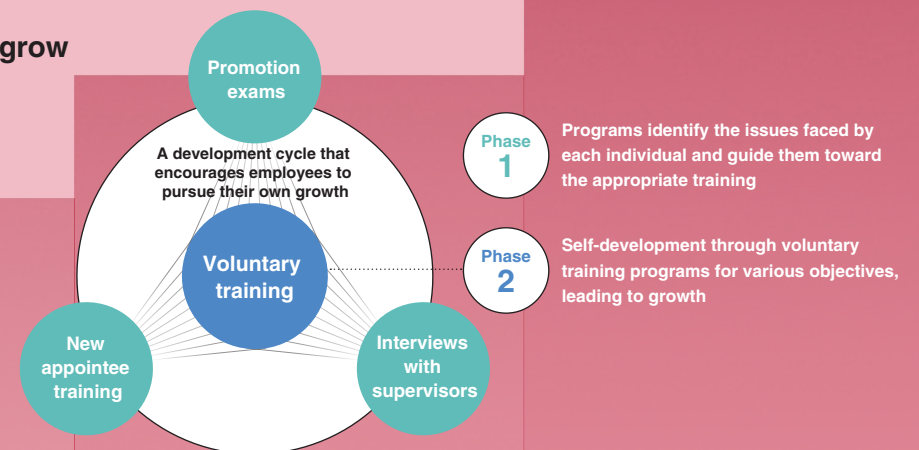 grow
Promotion
exams
A development cycle that
encourages employees to
pursue their own growth
Voluntary
training
New
appointee
training
Interviews
with
supervisors
Phase
1
Programs identify the issues faced by
each individual and guide them toward
the appropriate training
Phase
2
Self-development through voluntary
training programs for various objectives,
leading to growth